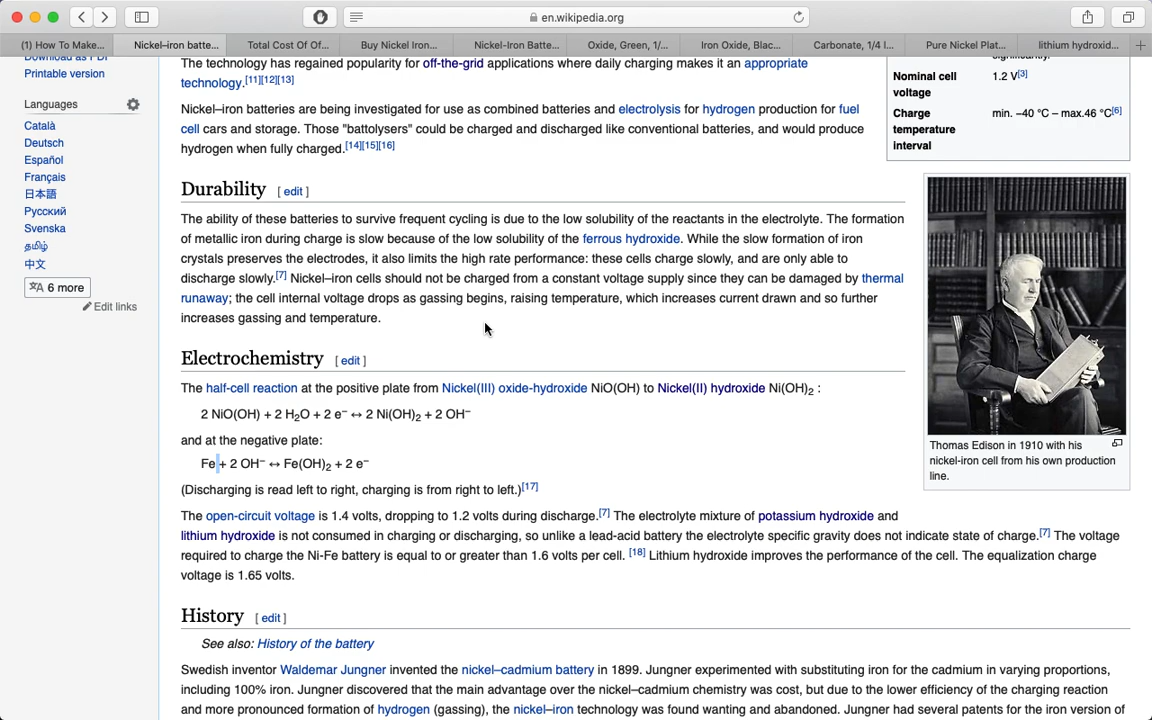 en.wikipedia.org
(1) How To Make...
Nickel–iron batte...
Total Cost Of Of...
Buy Nickel Iron...
Nickel-Iron Batte...
Oxide, Green, 1/...
Iron Oxide, Blac...
Carbonate, 1/4 l...
Pure Nickel Plat...
lithium hydroxid...
Download as PDF
Printable version
Languages
Català
Deutsch
Español
Français
日本語
Русский
Svenska
தமிழ்
中文
6 more
Edit links
The technology has regained popularity for off-the-grid applications where daily charging makes it an appropriate
technology.[11][12][13]
Nickel–iron batteries are being investigated for use as combined batteries and electrolysis for hydrogen production for fuel
cell cars and storage. Those "battolysers" could be charged and discharged like conventional batteries, and would produce
hydrogen when fully charged.[14][15][16]
Durability [ edit ]
The ability of these batteries to survive frequent cycling is due to the low solubility of the reactants in the electrolyte. The formation
of metallic iron during charge is slow because of the low solubility of the ferrous hydroxide. While the slow formation of iron
crystals preserves the electrodes, it also limits the high rate performance: these cells charge slowly, and are only able to
discharge slowly.[7] Nickel–iron cells should not be charged from a constant voltage supply since they can be damaged by thermal
runaway; the cell internal voltage drops as gassing begins, raising temperature, which increases current drawn and so further
increases gassing and temperature.
Electrochemistry [ edit ]
The half-cell reaction at the positive plate from Nickel(III) oxide-hydroxide NiO(OH) to Nickel(II) hydroxide Ni(OH)₂ :
2 NiO(OH) + 2 H₂O + 2 e⁻ ↔ 2 Ni(OH)₂ + 2 OH⁻
and at the negative plate:
Fe + 2 OH⁻ ↔ Fe(OH)₂ + 2 e⁻
(Discharging is read left to right, charging is from right to left.)[17]
The open-circuit voltage is 1.4 volts, dropping to 1.2 volts during discharge.[7] The electrolyte mixture of potassium hydroxide and
lithium hydroxide is not consumed in charging or discharging, so unlike a lead-acid battery the electrolyte specific gravity does not indicate state of charge.[7] The voltage
required to charge the Ni-Fe battery is equal to or greater than 1.6 volts per cell. [18] Lithium hydroxide improves the performance of the cell. The equalization charge
voltage is 1.65 volts.
History [ edit ]
See also: History of the battery
Swedish inventor Waldemar Jungner invented the nickel–cadmium battery in 1899. Jungner experimented with substituting iron for the cadmium in varying proportions,
including 100% iron. Jungner discovered that the main advantage over the nickel–cadmium chemistry was cost, but due to the lower efficiency of the charging reaction
and more pronounced formation of hydrogen (gassing), the nickel–iron technology was found wanting and abandoned. Jungner had several patents for the iron version of
significantly.
Nominal cell 1.2 V[3]
voltage
Charge min. −40 °C – max.46 °C[6]
temperature
interval
Thomas Edison in 1910 with his
nickel-iron cell from his own production
line.